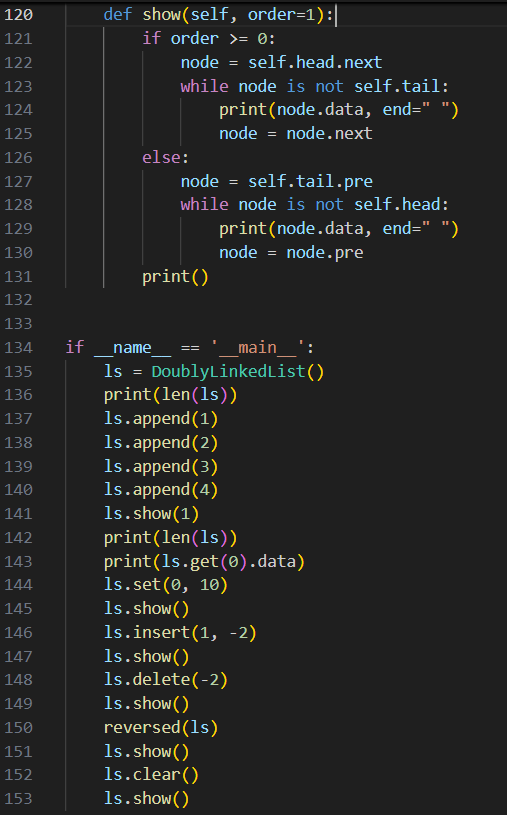 120 def show(self, order=1):
121 if order >= 0:
122 node = self.head.next
123 while node is not self.tail:
124 print(node.data, end=" ")
125 node = node.next
126 else:
127 node = self.tail.pre
128 while node is not self.head:
129 print(node.data, end=" ")
130 node = node.pre
131 print()
132
133
134 if __name__ == '__main__':
135 ls = DoublyLinkedList()
136 print(len(ls))
137 ls.append(1)
138 ls.append(2)
139 ls.append(3)
140 ls.append(4)
141 ls.show(1)
142 print(len(ls))
143 print(ls.get(0).data)
144 ls.set(0, 10)
145 ls.show()
146 ls.insert(1, -2)
147 ls.show()
148 ls.delete(-2)
149 ls.show()
150 reversed(ls)
151 ls.show()
152 ls.clear()
153 ls.show()